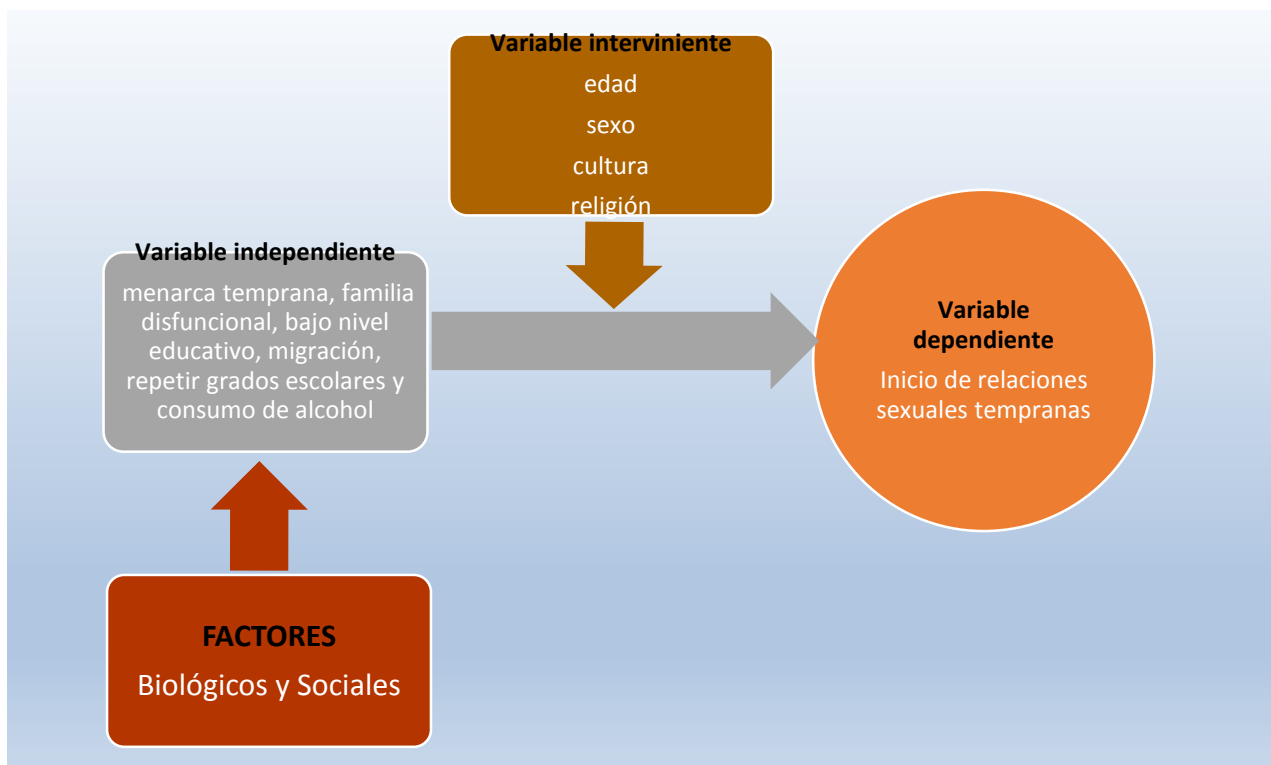 Variable interviniente
edad
sexo
cultura
religión
Variable independiente
menarca temprana, familia
disfuncional, bajo nivel
educativo, migración,
repetir grados escolares y
consumo de alcohol
Variable
dependiente
Inicio de relaciones
sexuales tempranas
FACTORES
Biológicos y Sociales